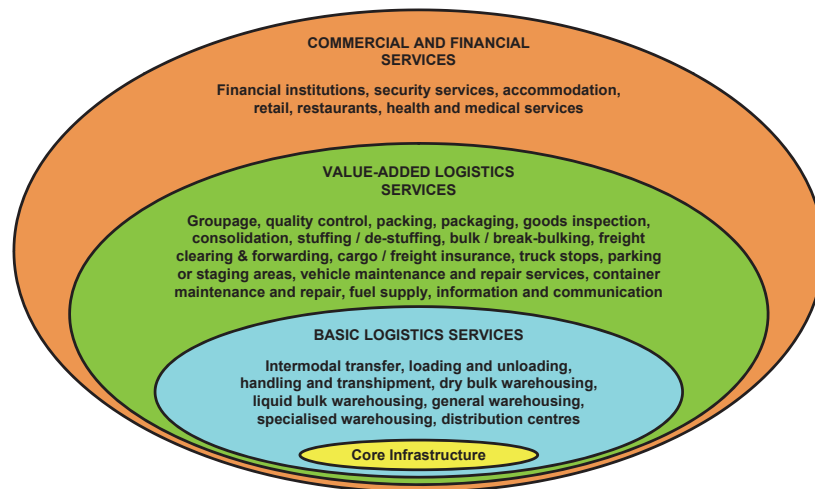 COMMERCIAL AND FINANCIAL
SERVICES
Financial institutions, security services, accommodation,
retail, restaurants, health and medical services
VALUE-ADDED LOGISTICS
SERVICES
Groupage, quality control, packing, packaging, goods inspection,
consolidation, stuffing / de-stuffing, bulk / break-bulking, freight
clearing & forwarding, cargo / freight insurance, truck stops, parking
or staging areas, vehicle maintenance and repair services, container
maintenance and repair, fuel supply, information and communication
BASIC LOGISTICS SERVICES
Intermodal transfer, loading and unloading,
handling and transhipment, dry bulk warehousing,
liquid bulk warehousing, general warehousing,
specialised warehousing, distribution centres
Core Infrastructure